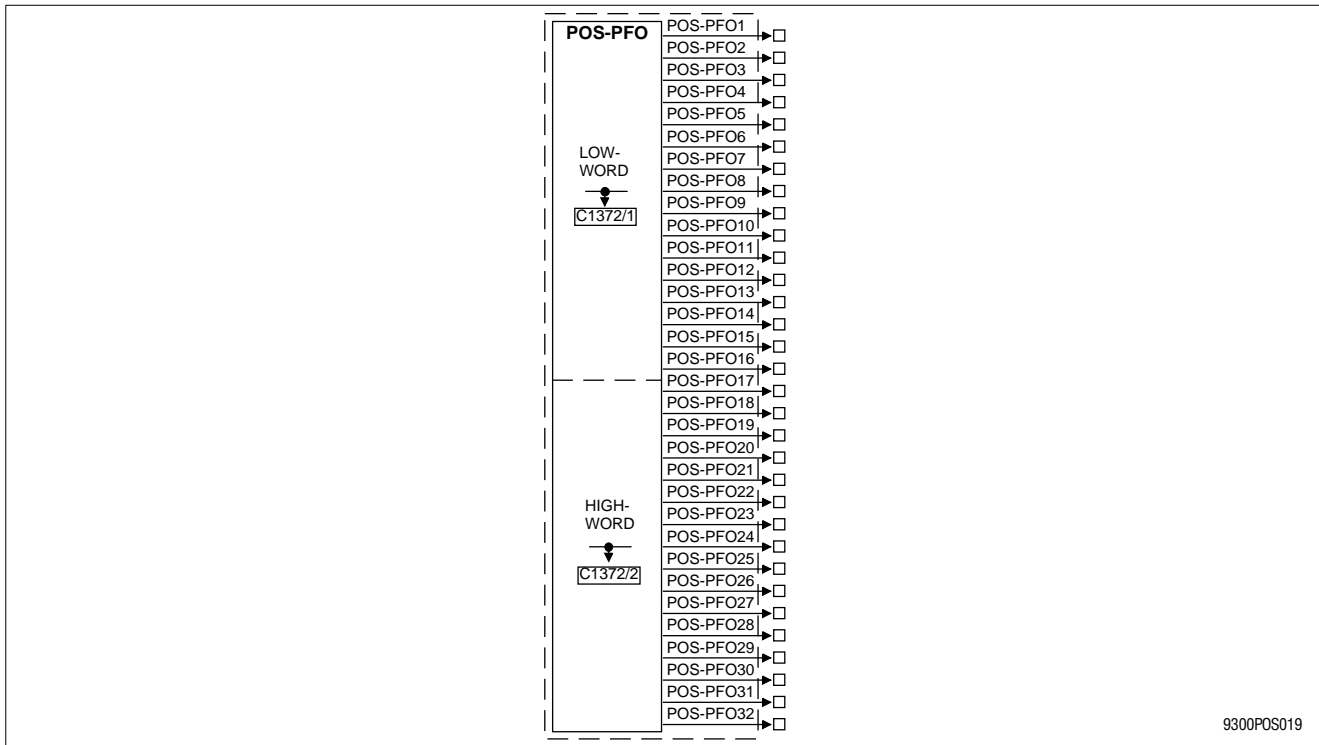 POS-PFO
POS-PFO1
POS-PFO2
POS-PFO3
POS-PFO4
POS-PFO5
POS-PFO6
POS-PFO7
POS-PFO8
POS-PFO9
POS-PFO10
POS-PFO11
POS-PFO12
POS-PFO13
POS-PFO14
POS-PFO15
POS-PFO16
POS-PFO17
POS-PFO18
POS-PFO19
POS-PFO20
POS-PFO21
POS-PFO22
POS-PFO23
POS-PFO24
POS-PFO25
POS-PFO26
POS-PFO27
POS-PFO28
POS-PFO29
POS-PFO30
POS-PFO31
POS-PFO32
LOW-
WORD
C1372/1
HIGH-
WORD
C1372/2
9300POS019